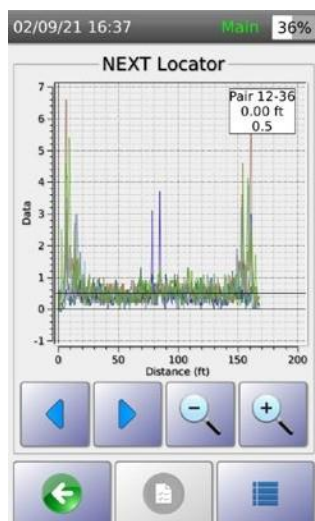 02/09/21 16:37 Main 36%
NEXT Locator
Pair 12-36
0.00 ft
0.5
7
6
5
4
3
2
1
0
-1
Data
0 50 100 150 200
Distance (ft)